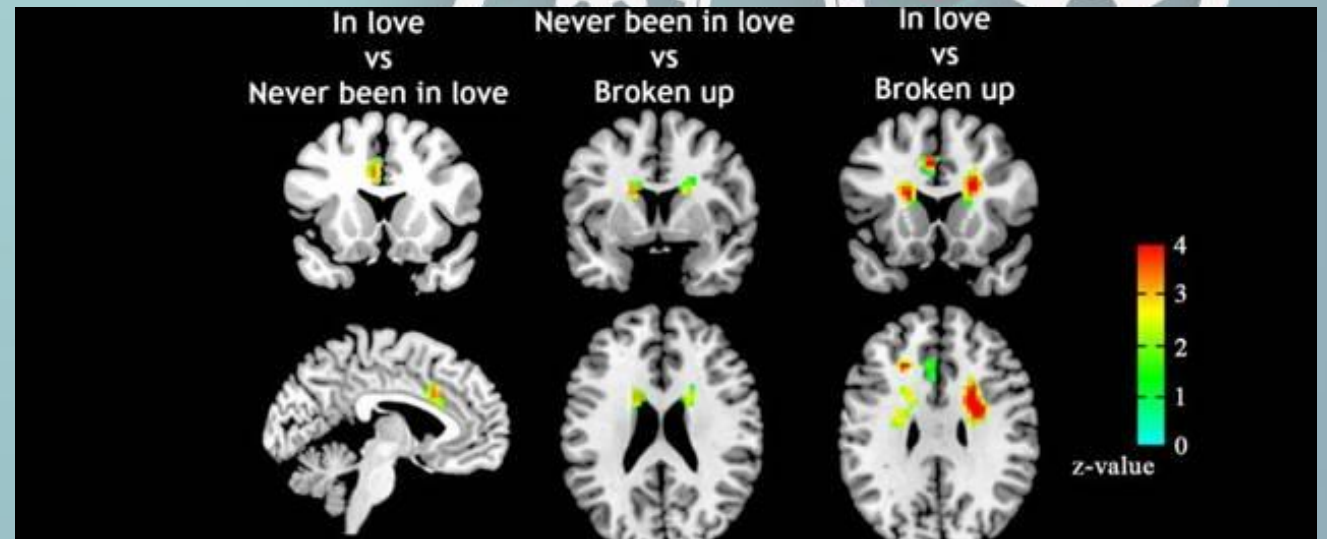 In love
vs
Never been in love
Never been in love
vs
Broken up
In love
vs
Broken up
4
3
2
1
0
z-value